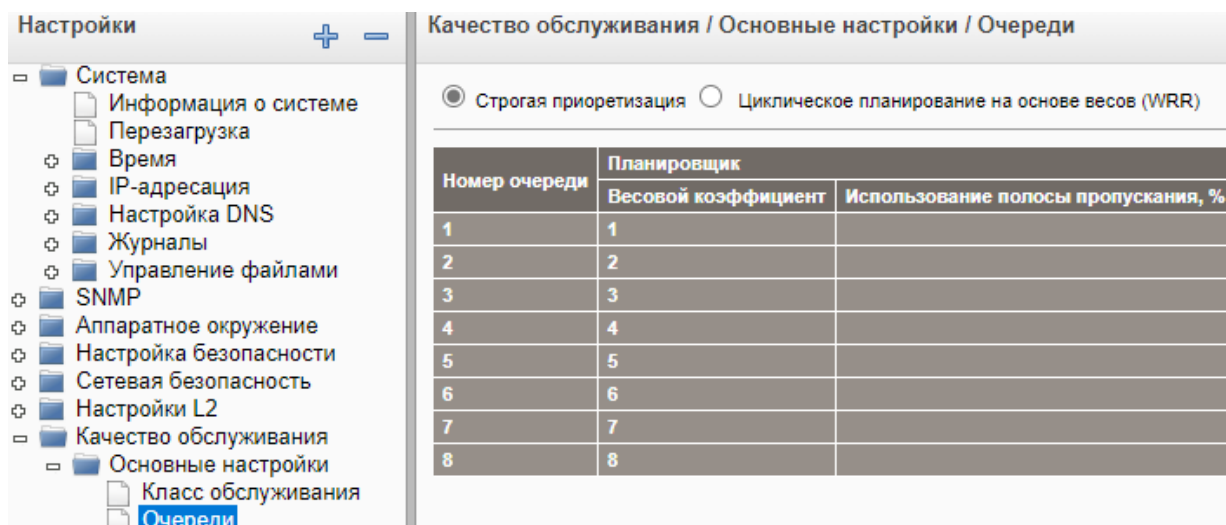 Настройки
Система
Информация о системе
Перезагрузка
Время
IP-адресация
Настройка DNS
Журналы
Управление файлами
SNMP
Аппаратное окружение
Настройка безопасности
Сетевая безопасность
Настройки L2
Качество обслуживания
Основные настройки
Класс обслуживания
Очереди
Качество обслуживания / Основные настройки / Очереди
Строгая приоретизация Циклическое планирование на основе весов (WRR)
Номер очереди Планировщик
Весовой коэффициент Использование полосы пропускания, %
1 1
2 2
3 3
4 4
5 5
6 6
7 7
8 8